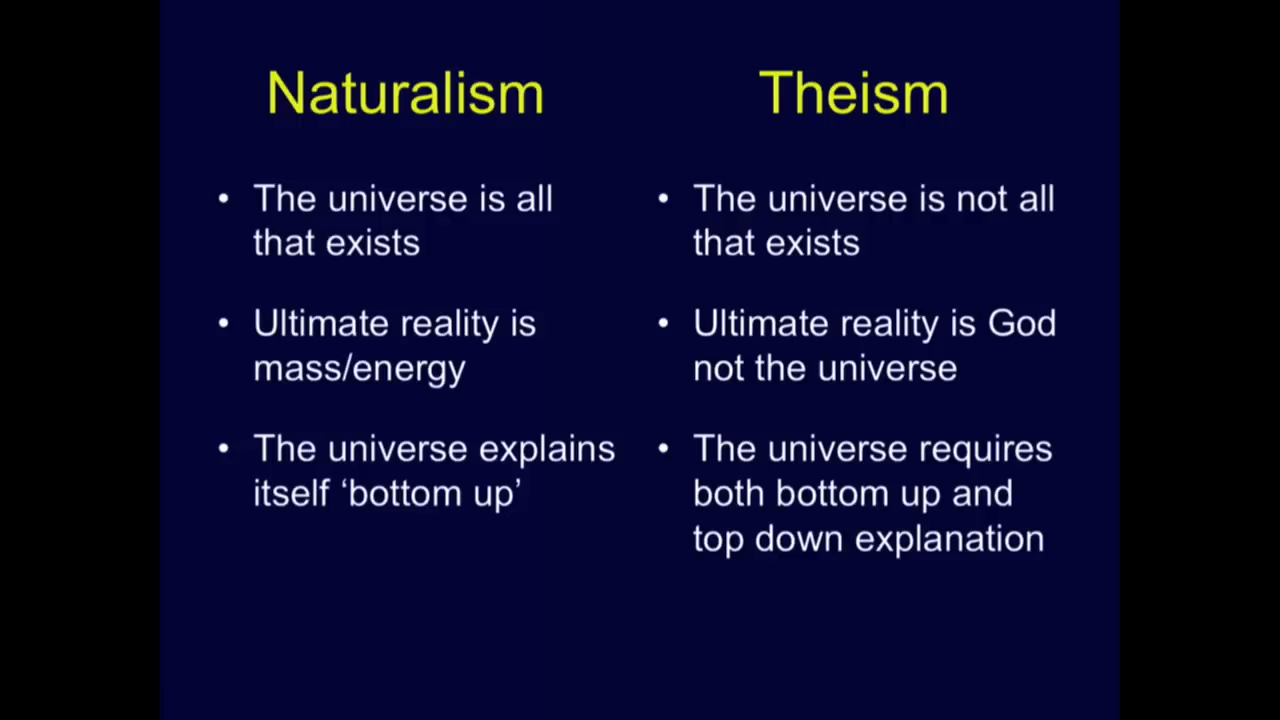 Naturalism
• The universe is all
that exists
• Ultimate reality is
mass/energy
• The universe explains
itself ‘bottom up’
Theism
• The universe is not all
that exists
• Ultimate reality is God
not the universe
• The universe requires
both bottom up and
top down explanation